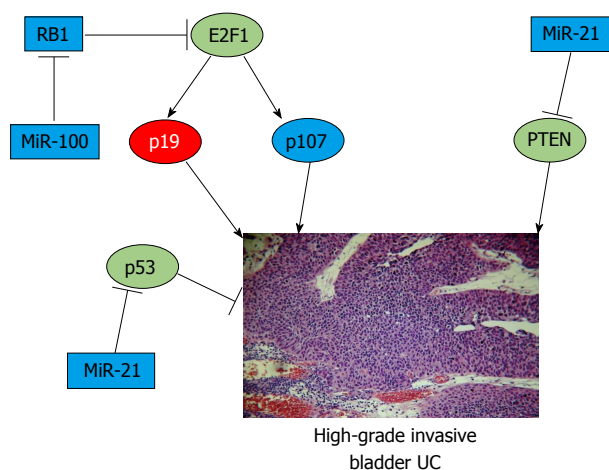 RB1
E2F1
MiR-21
MiR-100
p19
p107
PTEN
p53
MiR-21
High-grade invasive
bladder UC